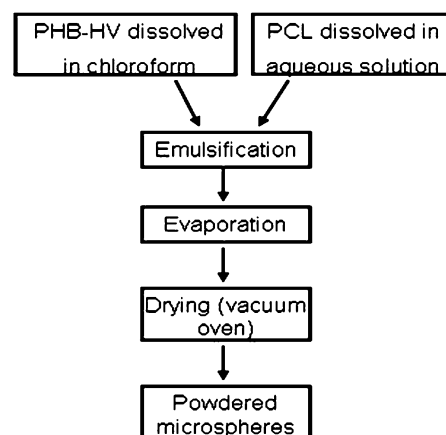 PHB-HV dissolved
in chloroform
PCL dissolved in
aqueous solution
Emulsification
Evaporation
Drying (vacuum
oven)
Powdered
microspheres